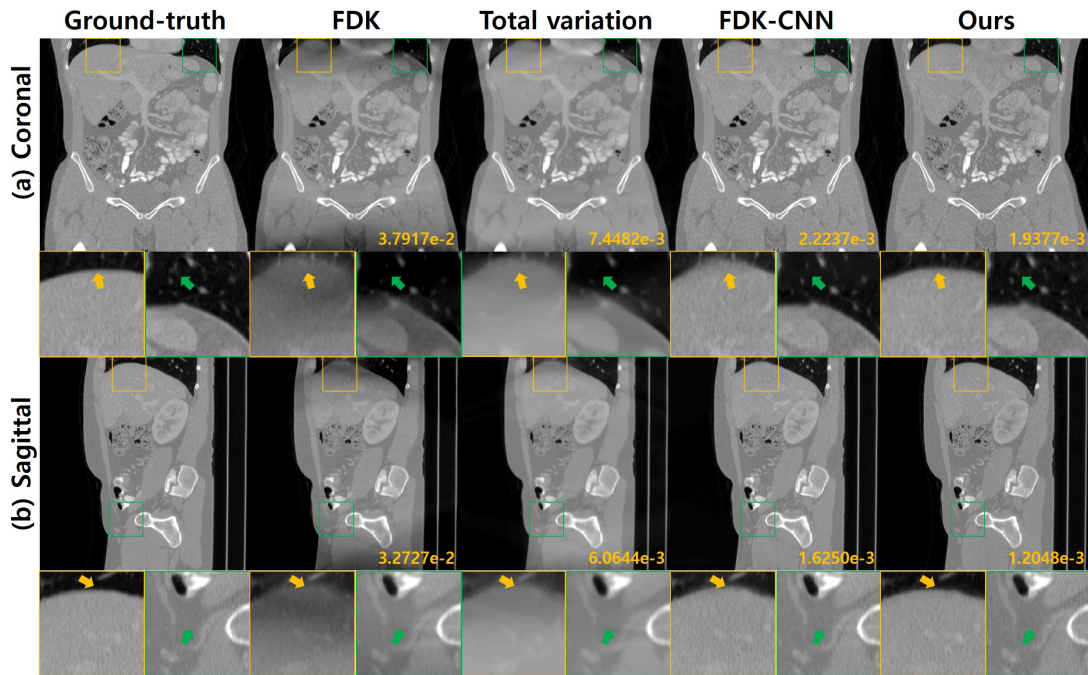 Ground-truth FDK Total variation FDK-CNN Ours
(a) Coronal
3.7917e-2 7.4482e-3 2.2237e-3 1.9377e-3
(b) Sagittal
3.2727e-2 6.0644e-3 1.6250e-3 1.2048e-3